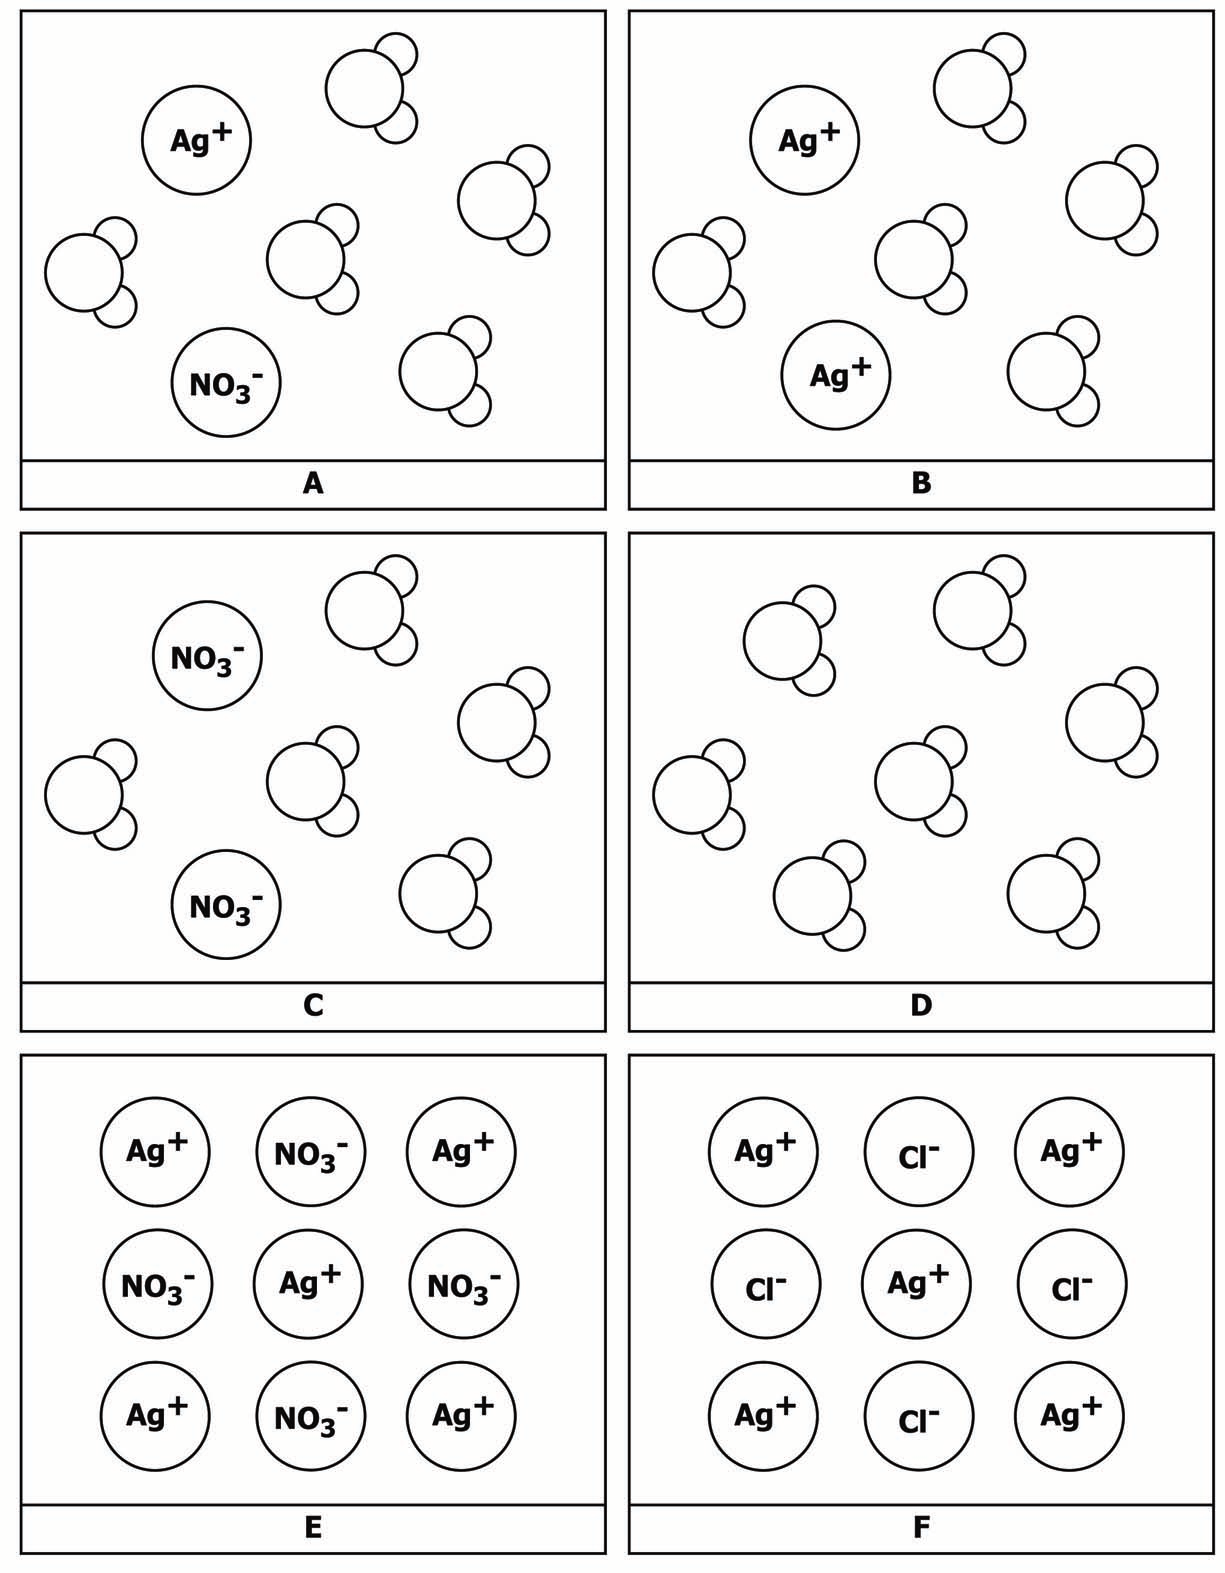 Ag⁺
NO₃⁻
A
Ag⁺
Ag⁺
B
NO₃⁻
NO₃⁻
C
D
Ag⁺ NO₃⁻ Ag⁺
NO₃⁻ Ag⁺ NO₃⁻
Ag⁺ NO₃⁻ Ag⁺
E
Ag⁺ Cl⁻ Ag⁺
Cl⁻ Ag⁺ Cl⁻
Ag⁺ Cl⁻ Ag⁺
F